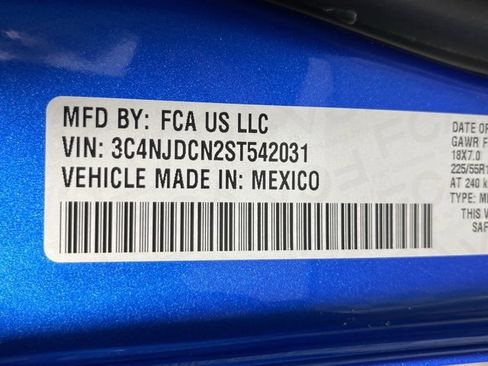 MFD BY: FCA US LLC
VIN: 3C4NJDCN2ST542031
VEHICLE MADE IN: MEXICO
DATE OF
GAWR F
18X7.0
225/55R1
AT 240 k
TYPE: M
THIS V